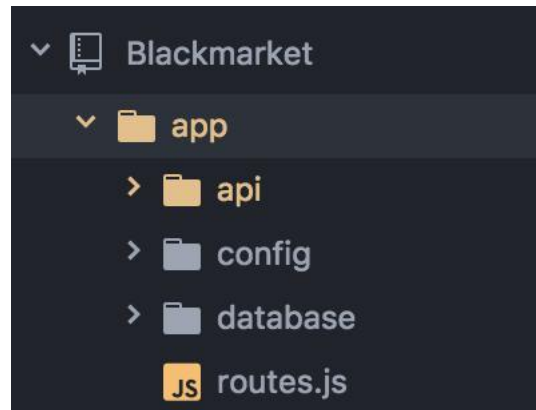 Blackmarket
app
api
config
database
JS routes.js